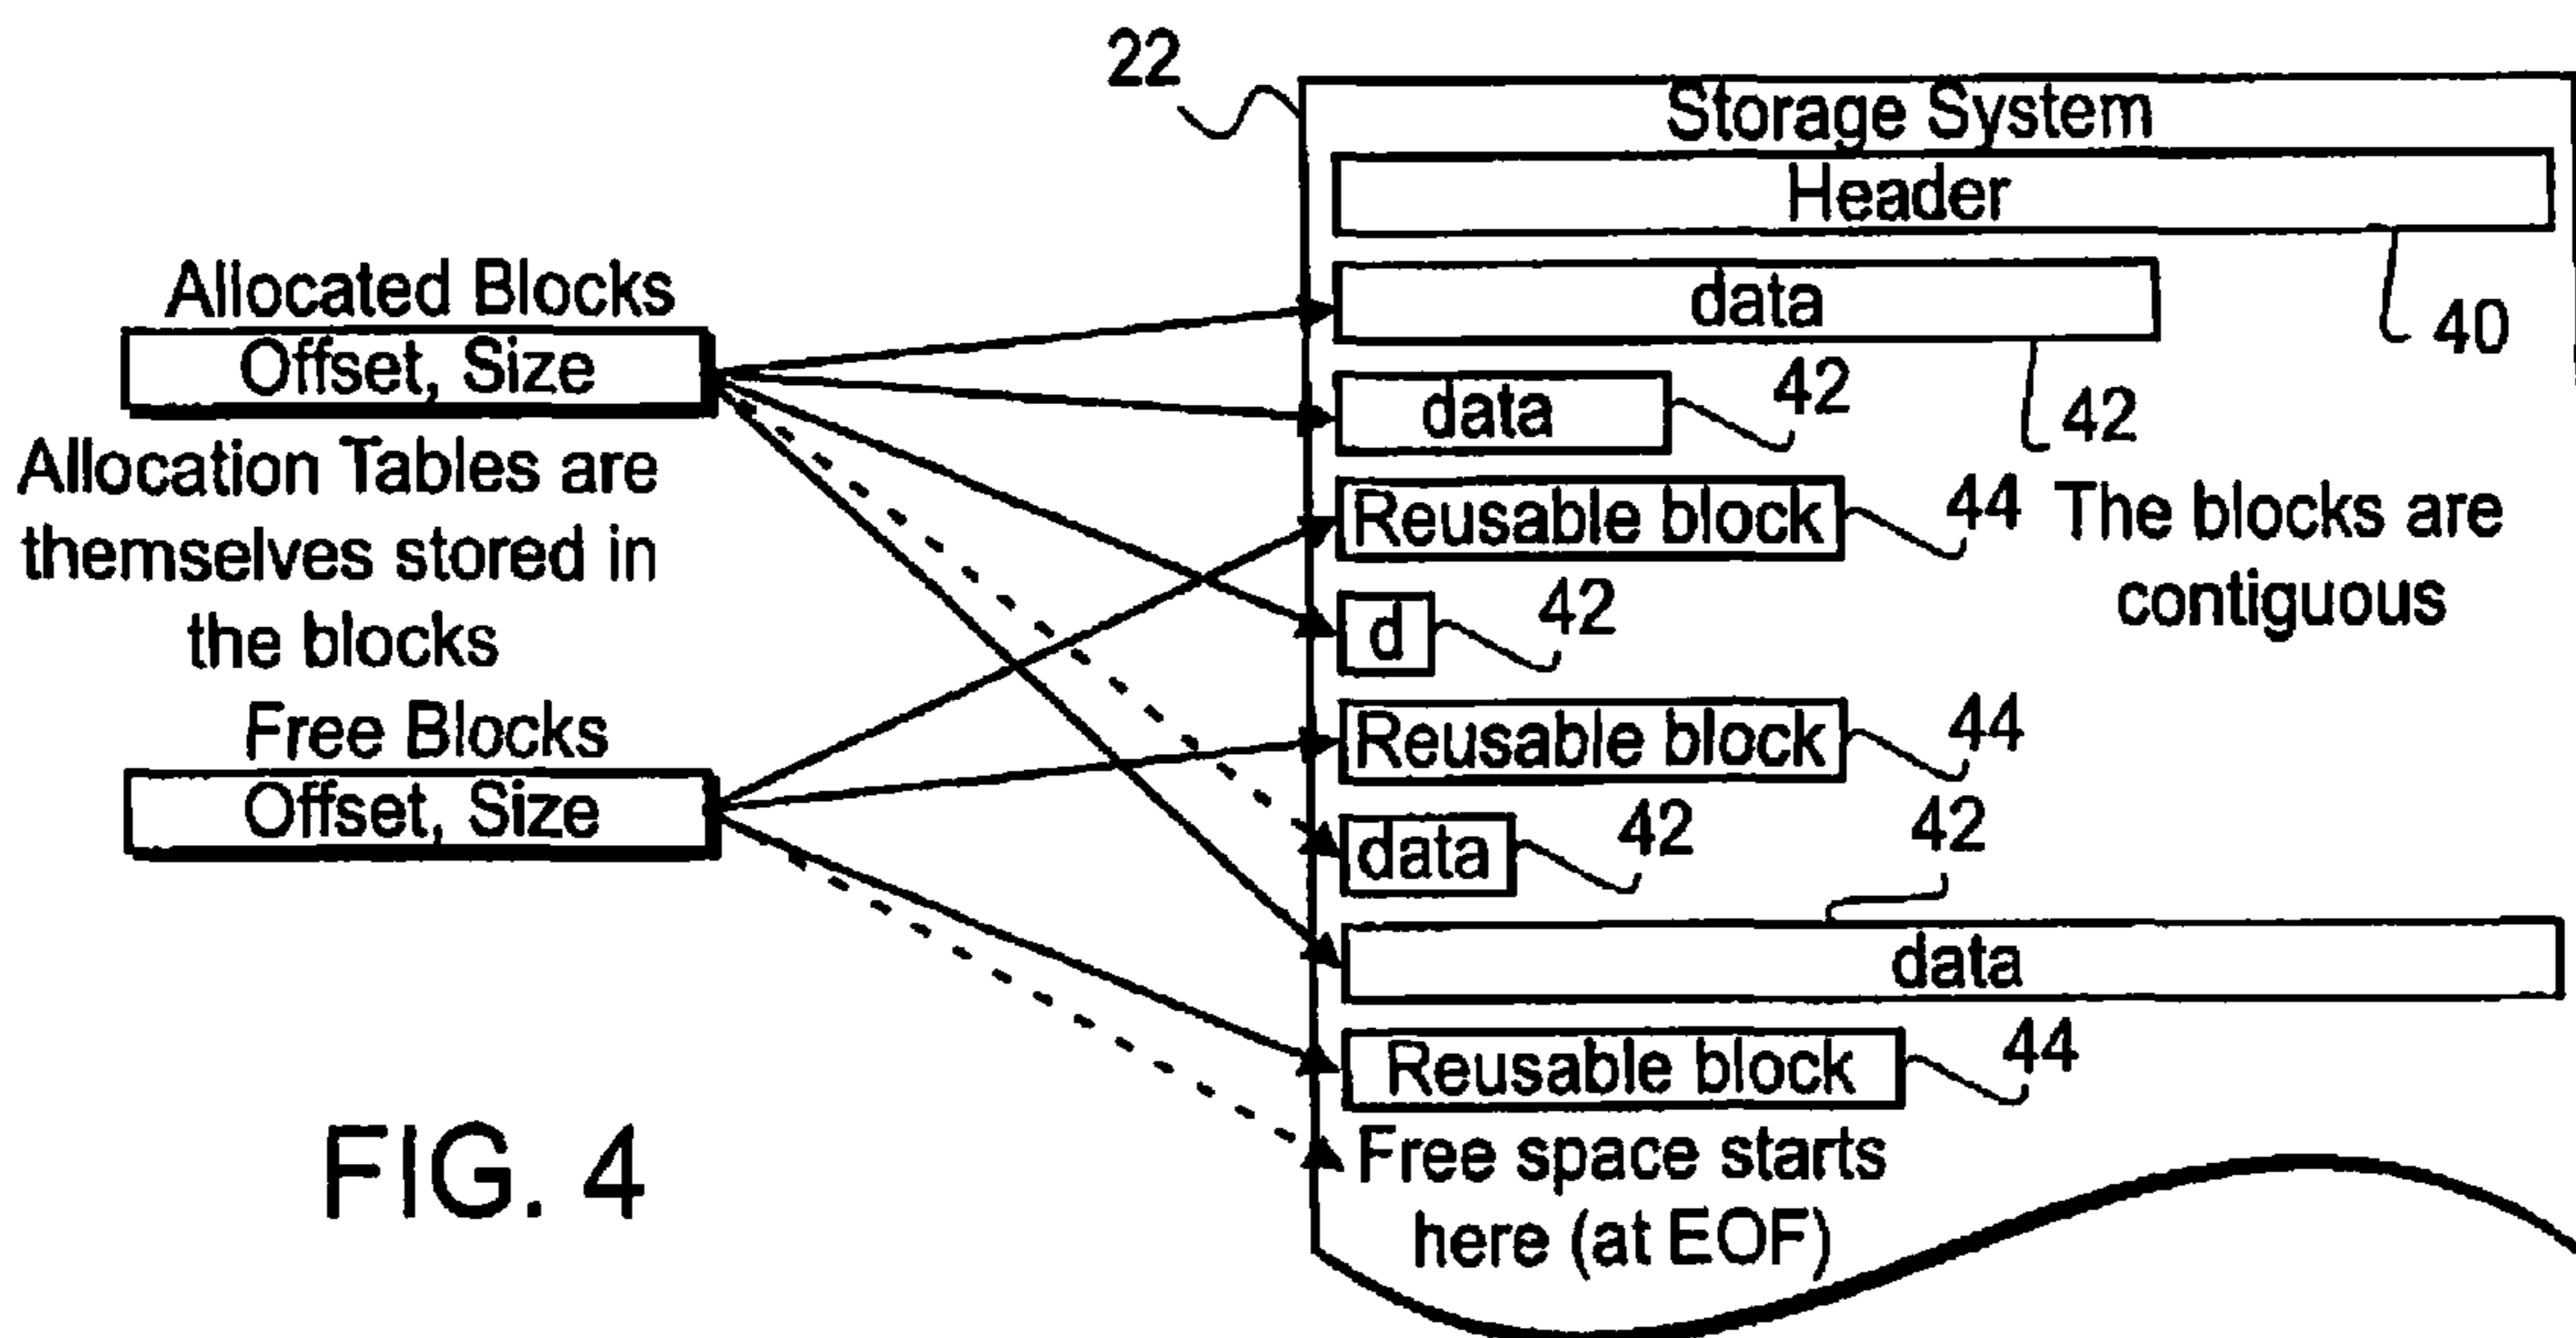 22
Storage System
Header
40
Allocated Blocks
Offset, Size
data
42
data
42
Allocation Tables are
themselves stored in
the blocks
Reusable block
44
The blocks are
contiguous
d
42
Free Blocks
Offset, Size
Reusable block
44
data
42
42
data
Reusable block
44
Free space starts
here (at EOF)
FIG. 4